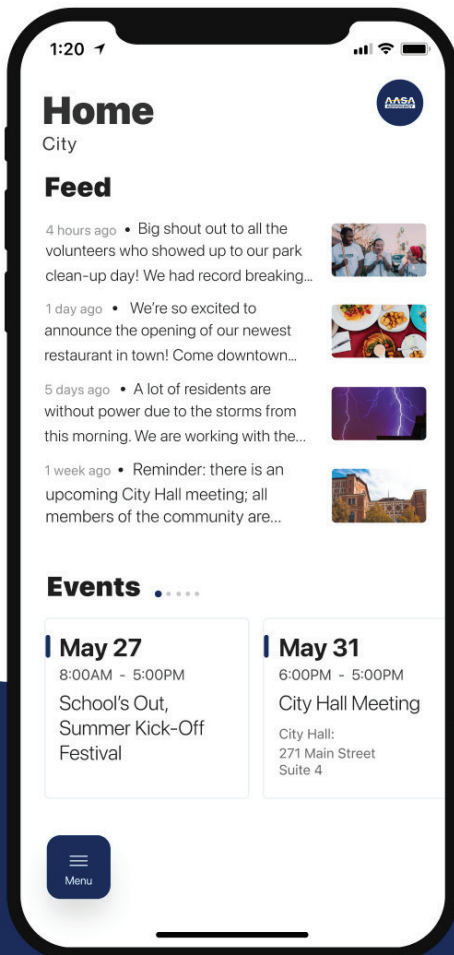 1:20
Home
AASA
ADVOCACY
City
Feed
4 hours ago • Big shout out to all the
volunteers who showed up to our park
clean-up day! We had record breaking...
1 day ago • We're so excited to
announce the opening of our newest
restaurant in town! Come downtown...
5 days ago • A lot of residents are
without power due to the storms from
this morning. We are working with the...
1 week ago • Reminder: there is an
upcoming City Hall meeting; all
members of the community are...
Events
May 27
8:00AM - 5:00PM
School's Out,
Summer Kick-Off
Festival
May 31
6:00PM - 5:00PM
City Hall Meeting
City Hall:
271 Main Street
Suite 4
Menu